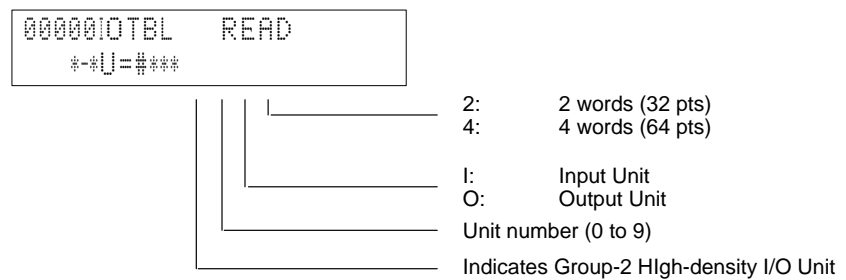 00000IOTBL READ
*-*U=#***
2: 2 words (32 pts)
4: 4 words (64 pts)
I: Input Unit
O: Output Unit
Unit number (0 to 9)
Indicates Group-2 HIgh-density I/O Unit